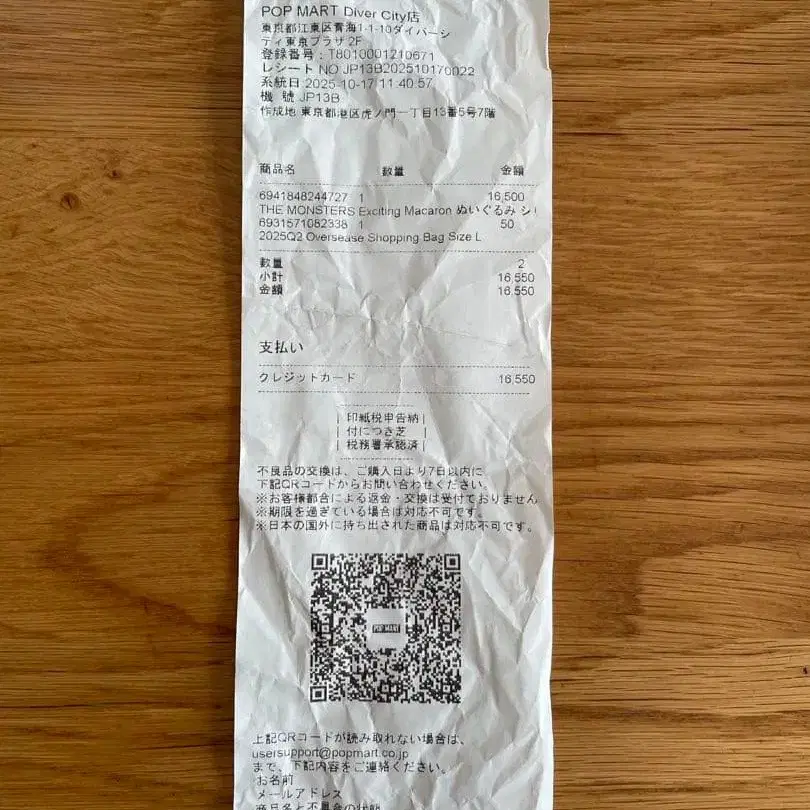 POP MART Diver City店
東京都江東区青海1-1-10ダイバーシ
ティ東京プラザ 2F
登録番号：T8010001210671
レシート NO JP13B202510170022
系統日 2025-10-17 11:40:57
機 號 JP13B
作成地 東京都港区虎ノ門一丁目13番5号7階
商品名 数量 金額
6941848244727 1 16,500
THE MONSTERS Exciting Macaron ぬいぐるみ シリ
6931571082338 1 50
2025Q2 Oversease Shopping Bag Size L
数量 2
小計 16,550
金額 16,550
支払い
クレジットカード 16,550
印紙税申告納
付につき芝
税務署承認済
不良品の交換は、ご購入日より7日以内に、
下記QRコードからお問い合わせください。
※お客様都合による返金・交換は受付ておりません
※期限を過ぎている場合は対応不可です。
※日本の国外に持ち出された商品は対応不可です。
POP MART
上記QRコードが読み取れない場合は、
usersupport@popmart.co.jp
まで、下記内容をご連絡ください。
お名前
メールアドレス
商品名と不具合の状態